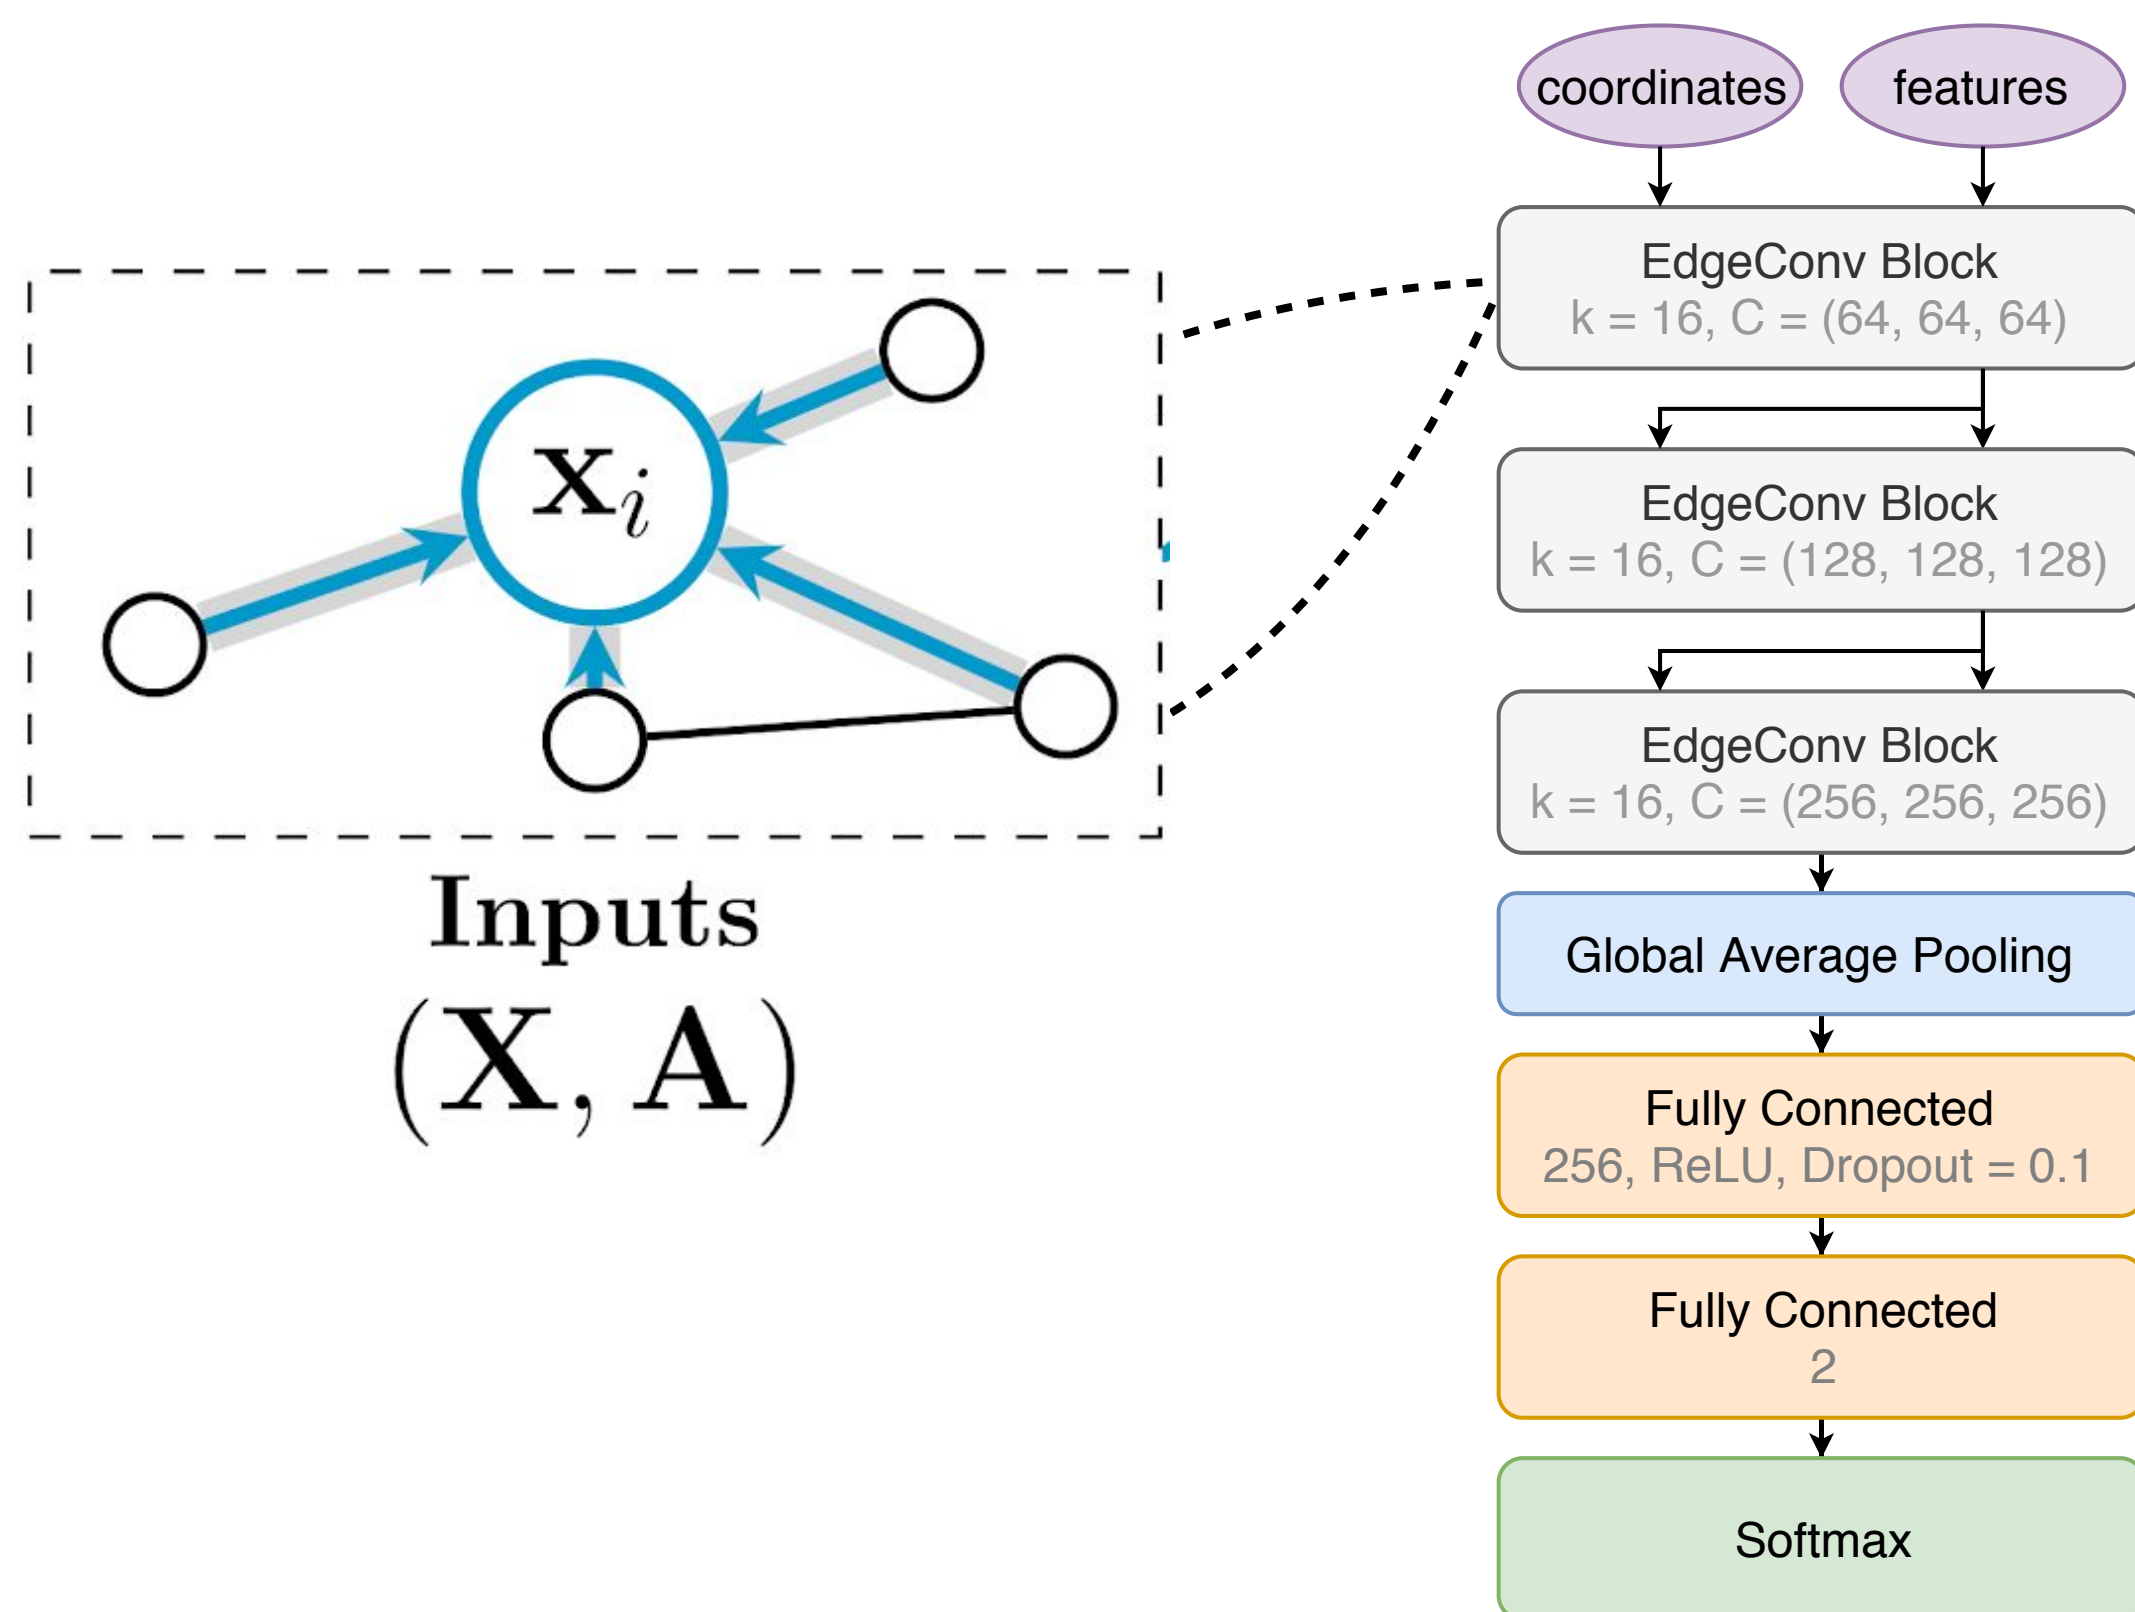 coordinates
features
EdgeConv Block
k = 16, C = (64, 64, 64)
EdgeConv Block
k = 16, C = (128, 128, 128)
EdgeConv Block
k = 16, C = (256, 256, 256)
Global Average Pooling
Fully Connected
256, ReLU, Dropout = 0.1
Fully Connected
2
Softmax
x_i
Inputs
(X, A)